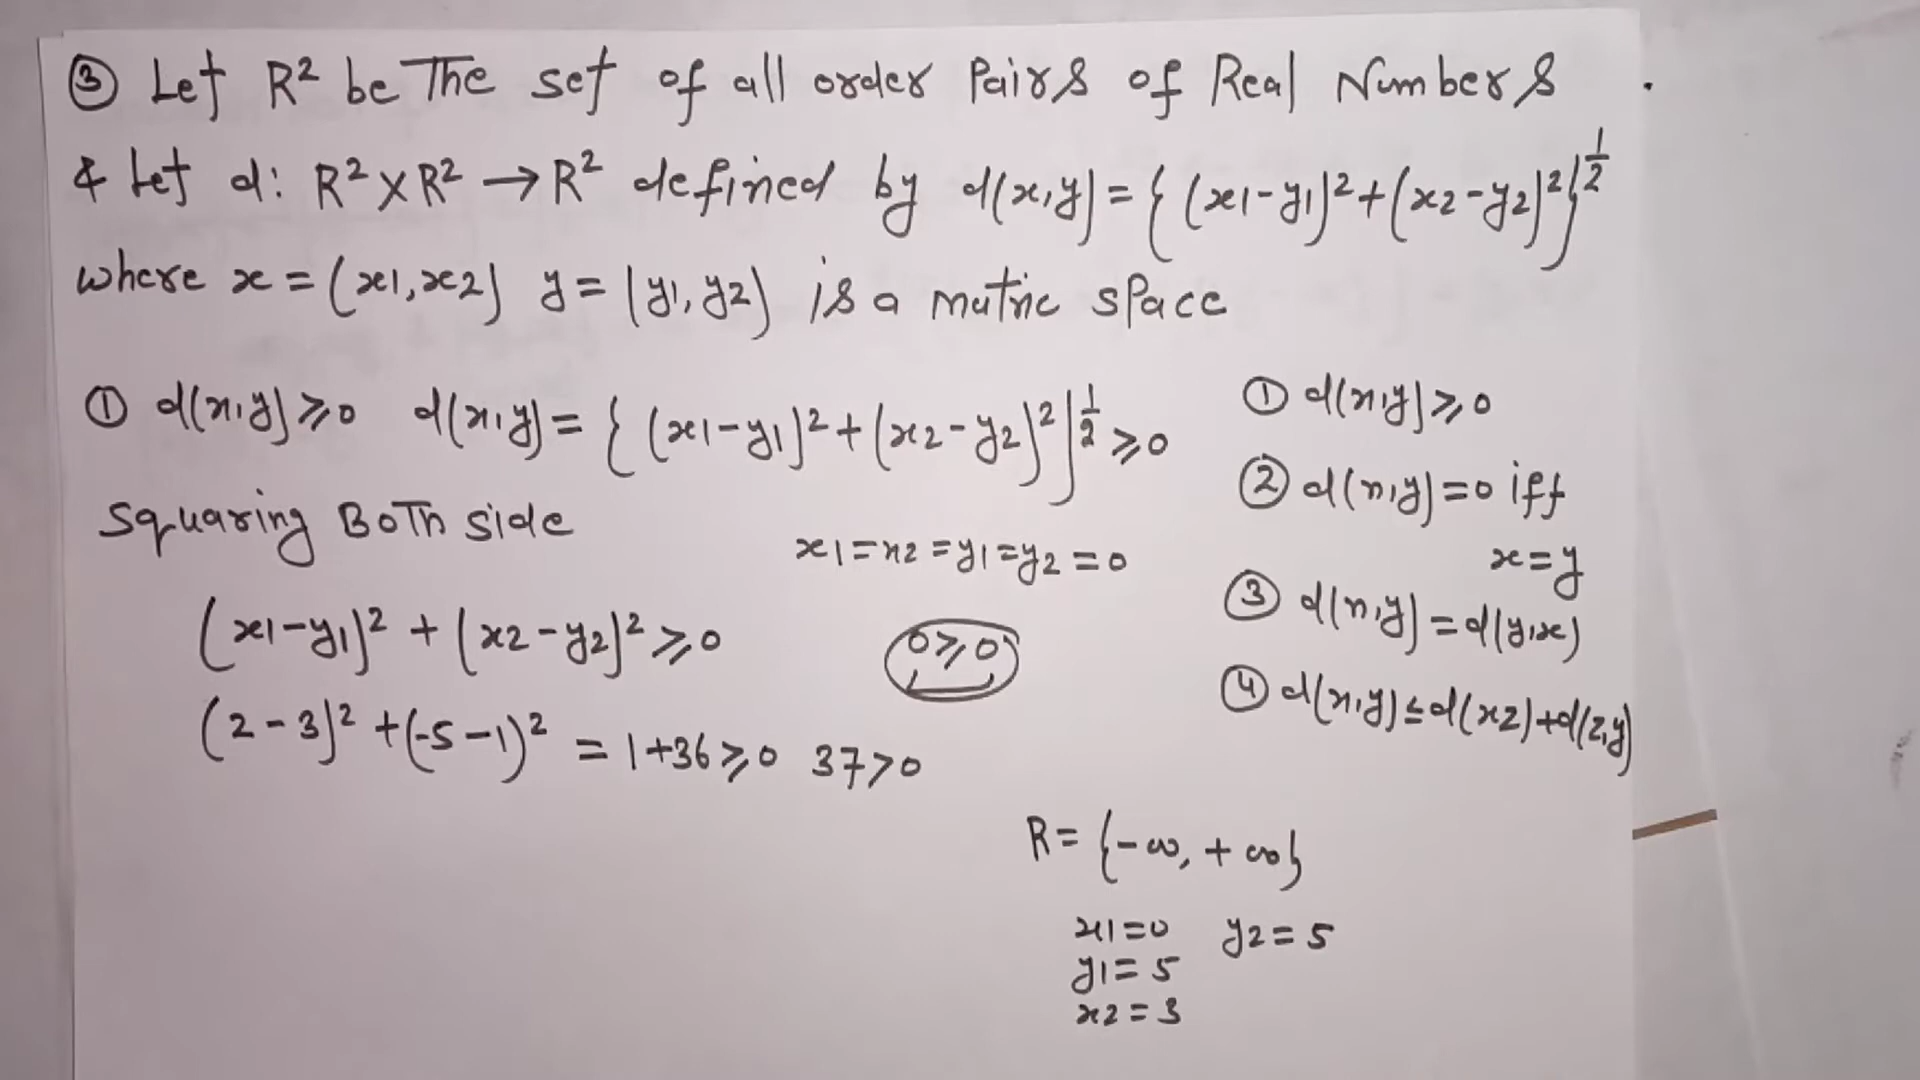 ③ Let R² be The set of all order Pairs of Real Numbers
& Let d: R² X R² → R² defined by d(x,y) = { (x1-y1)² + (x2-y2)² }^1/2
where x = (x1, x2) y = (y1, y2) is a metric space
① d(x,y) ⩾ 0 d(x,y) = { (x1-y1)² + (x2-y2)² }^1/2 ⩾ 0
Squaring Both side
x1 = x2 = y1 = y2 = 0
(x1-y1)² + (x2-y2)² ⩾ 0
0 ⩾ 0
(2-3)² + (-5-1)² = 1+36 ⩾ 0 37 > 0
① d(x,y) ⩾ 0
② d(x,y) = 0 iff
x = y
③ d(x,y) = d(y,x)
④ d(x,y) ≤ d(xz) + d(z,y)
R = {-∞, +∞}
x1 = 0 y2 = 5
y1 = 5
x2 = 3